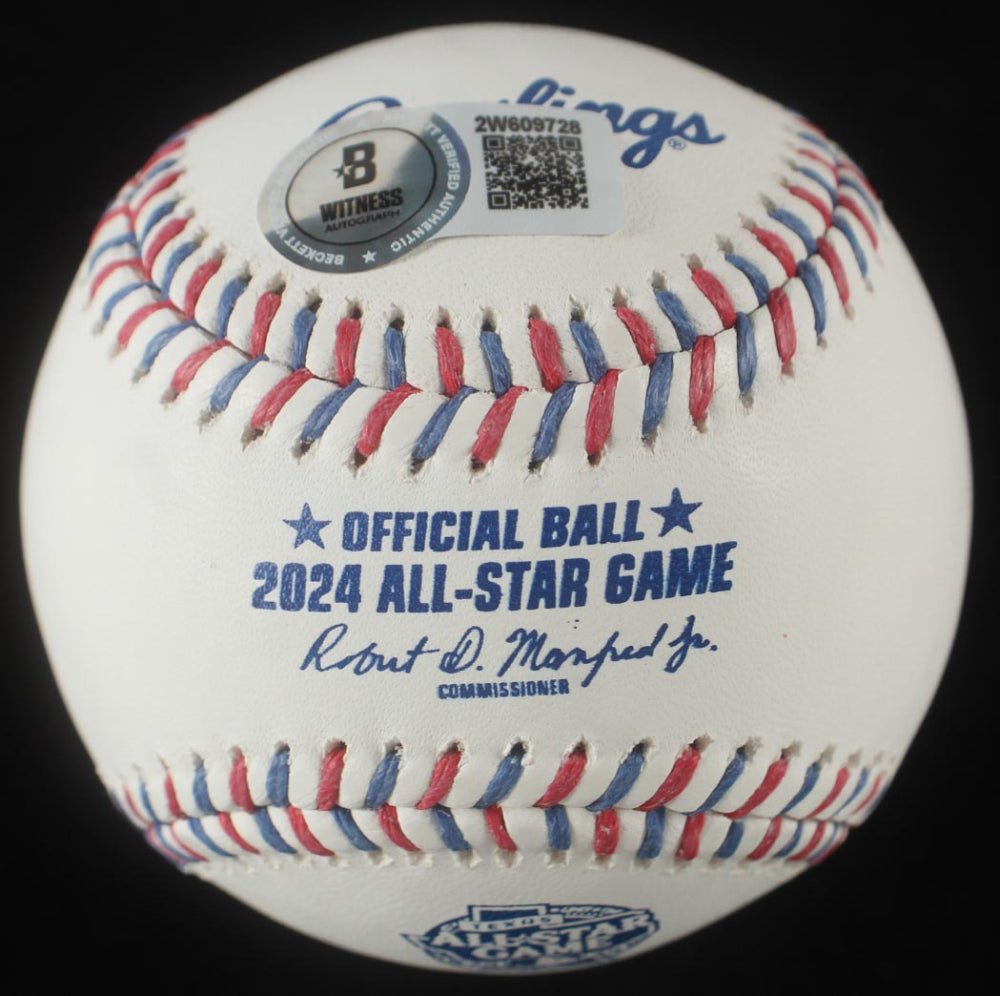 Rawlings®
2W609728
B
WITNESS
AUTOGRAPH
BECKETT VERIFIED AUTHENTIC
★ OFFICIAL BALL ★
2024 ALL-STAR GAME
Robert D. Manfred Jr.
COMMISSIONER
TEXAS
ALL-STAR
GAME